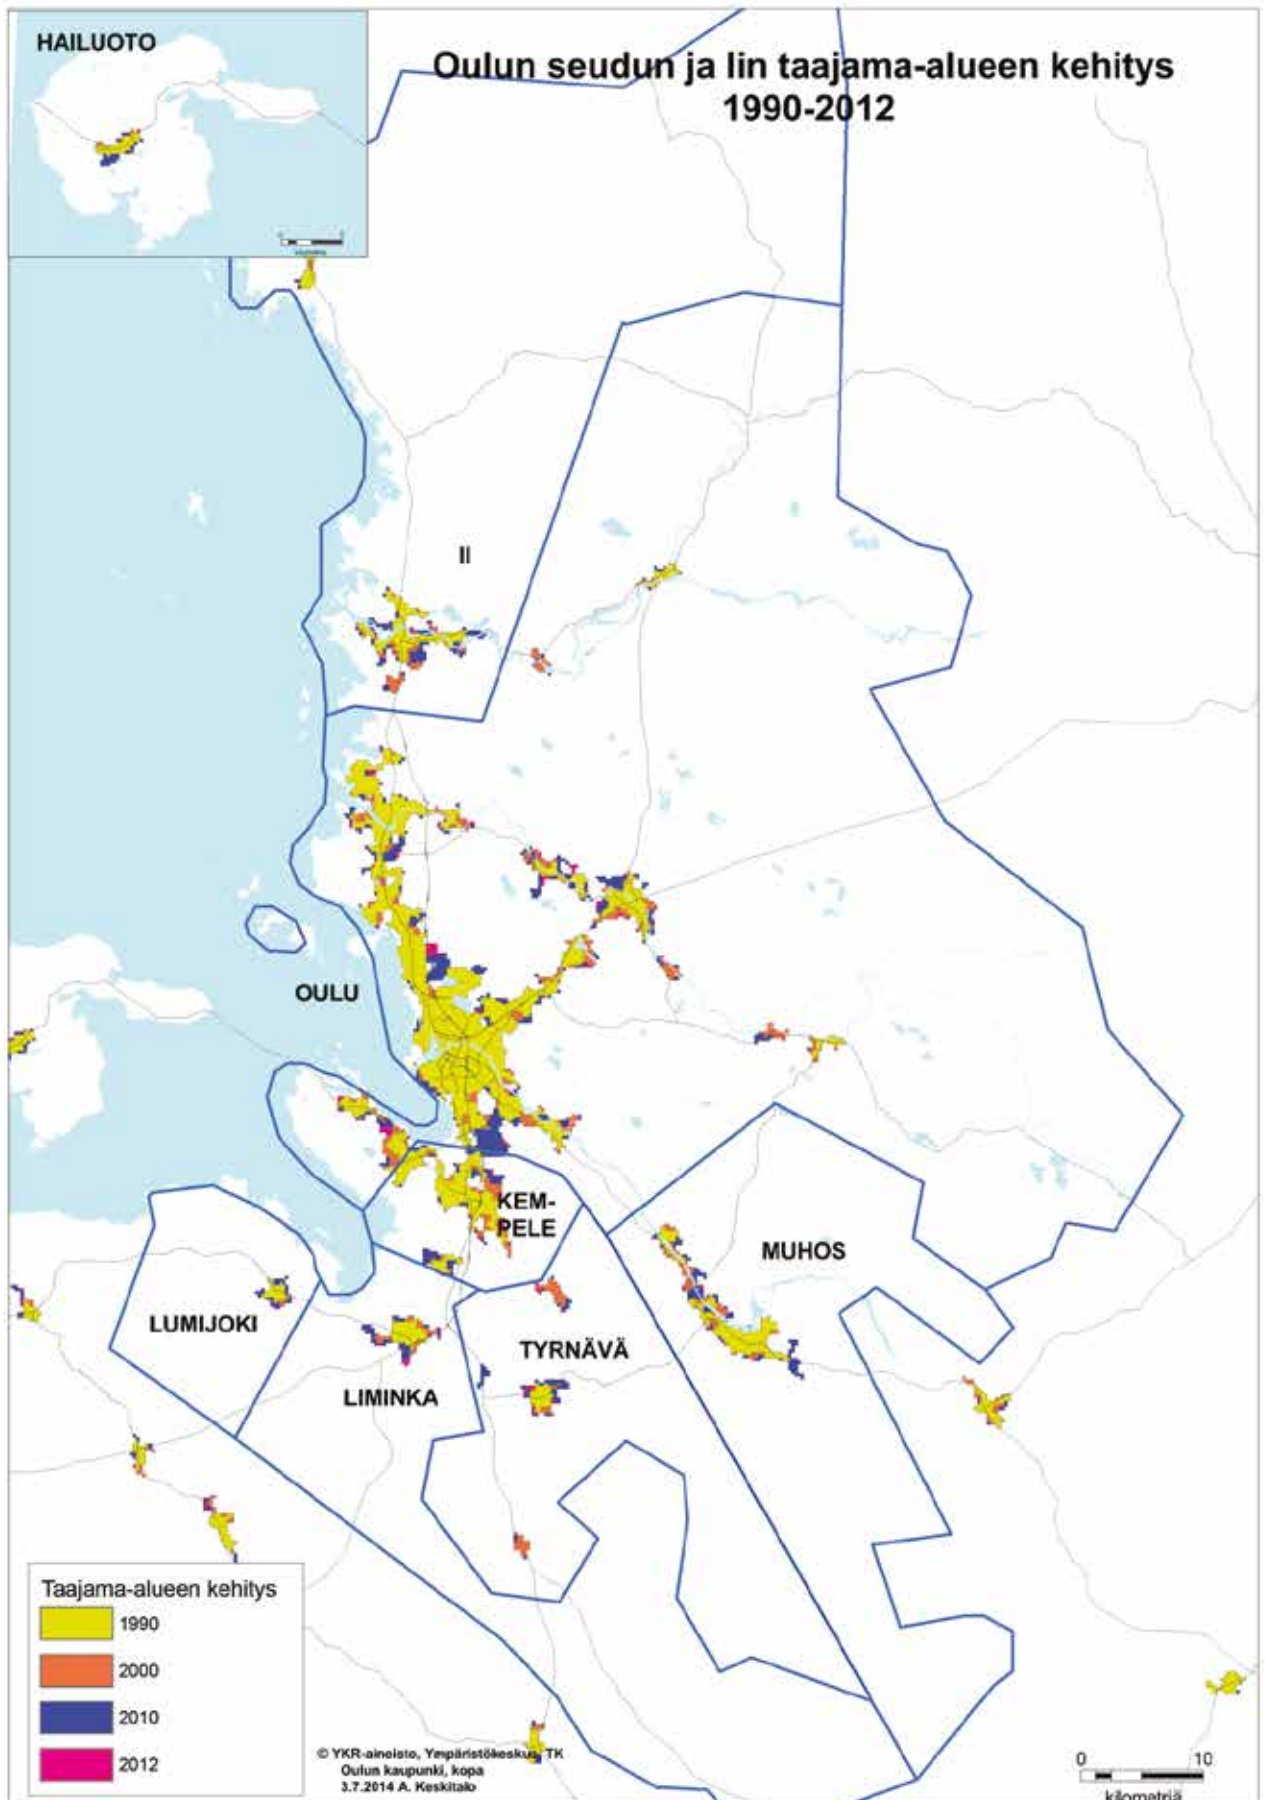 HAILUOTO
Oulun seudun ja Iin taajama-alueen kehitys
1990-2012
II
OULU
KEM-
PELE
MUHOS
LUMIJOKI
TYRNÄVÄ
LIMINKA
Taajama-alueen kehitys
1990
2000
2010
2012
© YKR-aineisto, Ympäristökeskus, TK
Oulun kaupunki, kopa
3.7.2014 A. Keskitalo
0 10
kilometriä